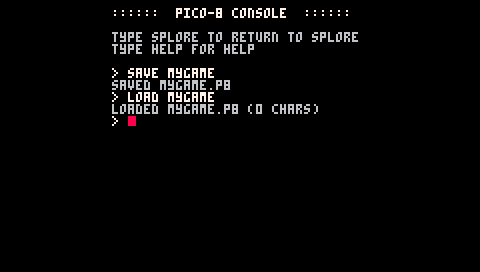 :::::: PICO-8 CONSOLE ::::::
TYPE SPLORE TO RETURN TO SPLORE
TYPE HELP FOR HELP
> SAVE MYGAME
SAVED MYGAME.P8
> LOAD MYGAME
LOADED MYGAME.P8 (0 CHARS)
>